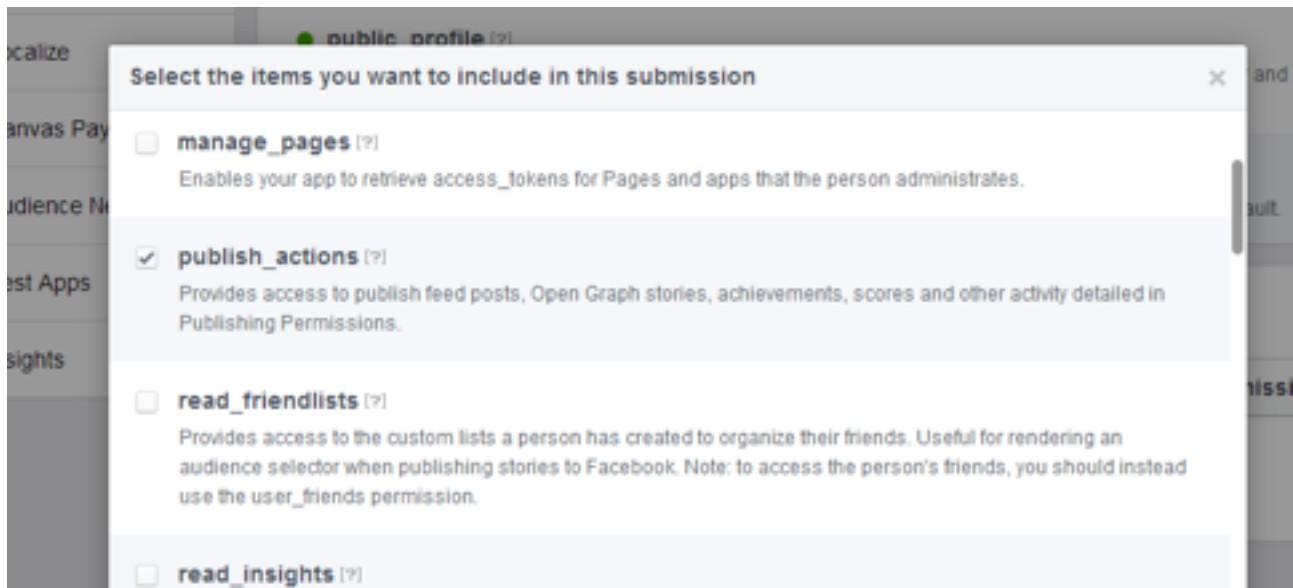 public_profile [?]
Select the items you want to include in this submission
×
and
manage_pages [?]
Enables your app to retrieve access_tokens for Pages and apps that the person administrates.
publish_actions [?]
Provides access to publish feed posts, Open Graph stories, achievements, scores and other activity detailed in
Publishing Permissions.
read_friendlists [?]
Provides access to the custom lists a person has created to organize their friends. Useful for rendering an
audience selector when publishing stories to Facebook. Note: to access the person's friends, you should instead
use the user_friends permission.
read_insights [?]
ocalize
anvas Pay
udience Ne
est Apps
sights
ault.
nissi